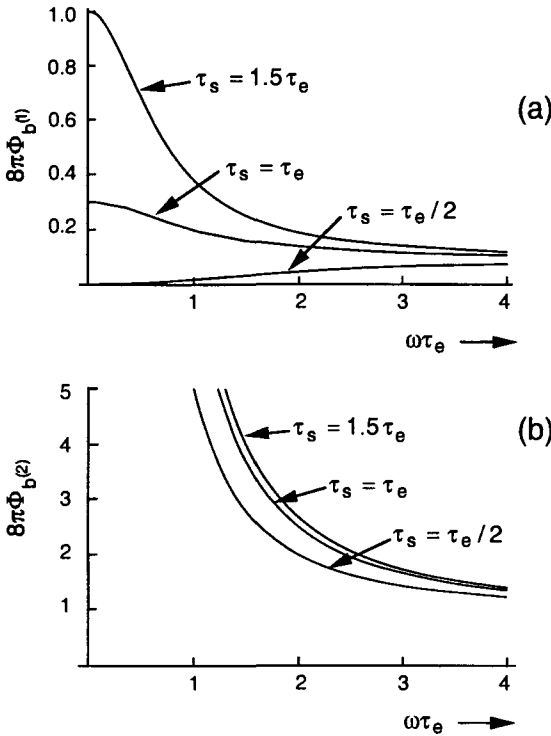 1.0
0.8
0.6
0.4
0.2
8πΦb(1)
τs = 1.5τe
τs = τe
τs = τe/2
(a)
1 2 3 4
ωτe
5
4
3
2
1
8πΦb(2)
τs = 1.5τe
τs = τe
τs = τe/2
(b)
1 2 3 4
ωτe